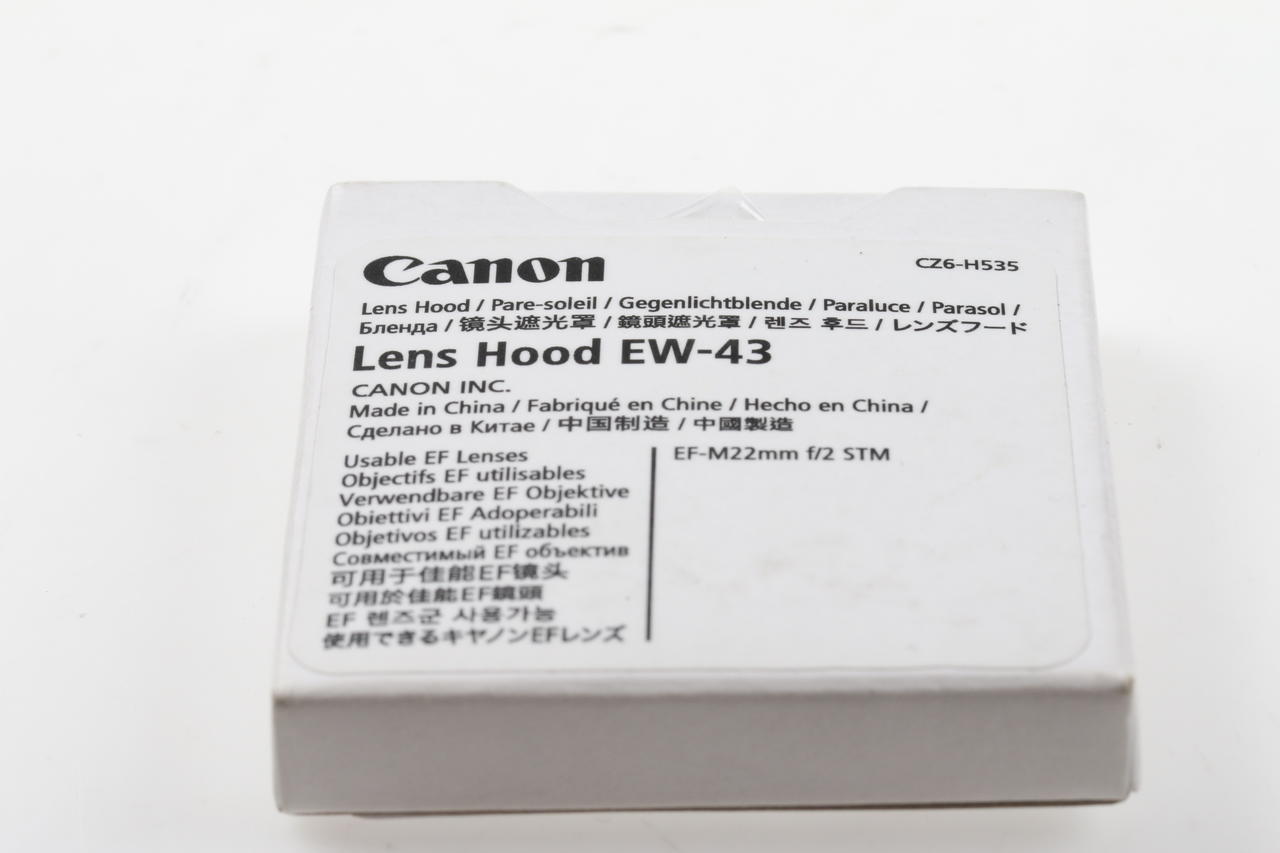 Canon
CZ6-H535
Lens Hood / Pare-soleil / Gegenlichtblende / Paraluce / Parasol /
Бленда / 镜头遮光罩 / 鏡頭遮光罩 / 렌즈 후드 / レンズフード
Lens Hood EW-43
CANON INC.
Made in China / Fabriqué en Chine / Hecho en China /
Сделано в Китае / 中国制造 / 中國製造
Usable EF Lenses
Objectifs EF utilisables
Verwendbare EF Objektive
Obiettivi EF Adoperabili
Objetivos EF utilizables
Совместимый EF объектив
可用于佳能EF镜头
可用於佳能EF鏡頭
EF 렌즈군 사용가능
使用できるキヤノンEFレンズ
EF-M22mm f/2 STM